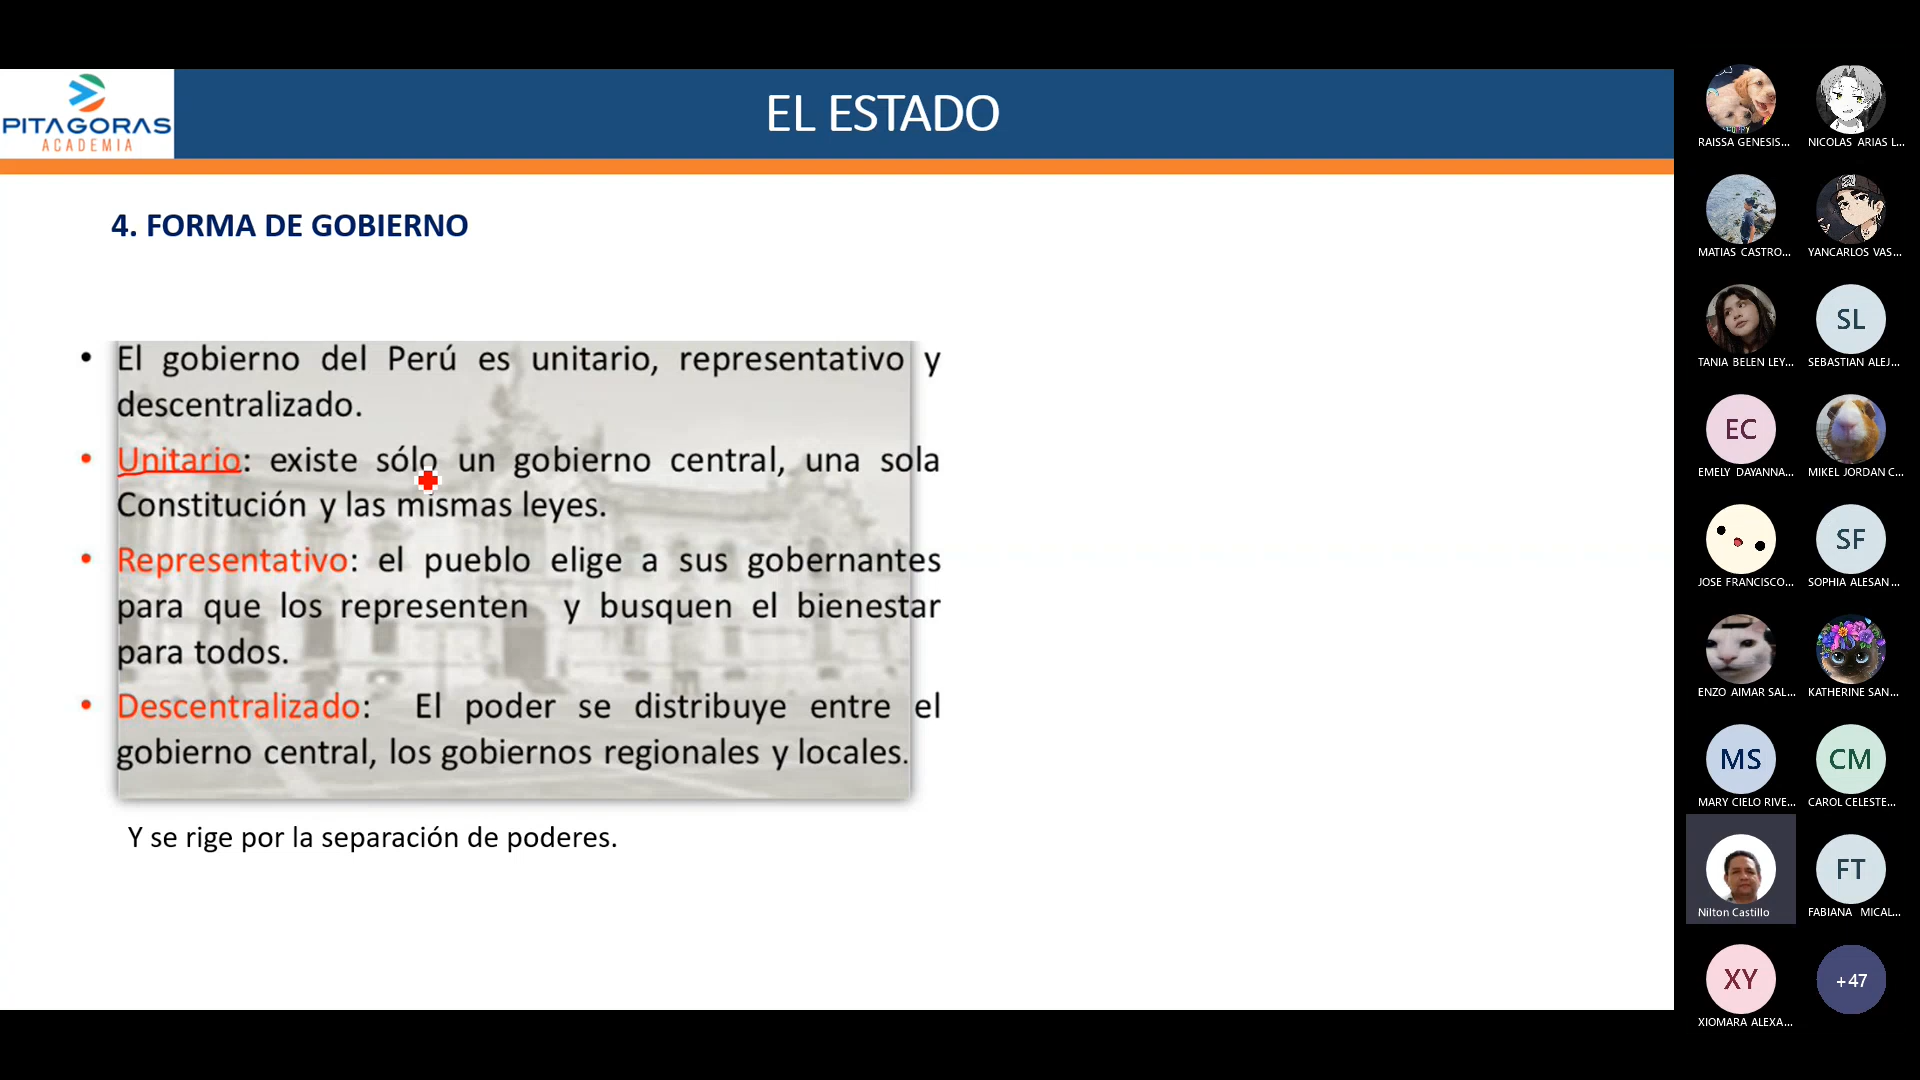 PITAGORAS
ACADEMIA
EL ESTADO
4. FORMA DE GOBIERNO
• El gobierno del Perú es unitario, representativo y
descentralizado.
• Unitario: existe sólo un gobierno central, una sola
Constitución y las mismas leyes.
• Representativo: el pueblo elige a sus gobernantes
para que los representen y busquen el bienestar
para todos.
• Descentralizado: El poder se distribuye entre el
gobierno central, los gobiernos regionales y locales.
Y se rige por la separación de poderes.
RAISSA GENESIS...
NICOLAS ARIAS L...
MATIAS CASTRO...
YANCARLOS VAS...
TANIA BELEN LEY...
SL
SEBASTIAN ALEJ...
EC
EMELY DAYANNA...
MIKEL JORDAN C...
JOSE FRANCISCO...
SF
SOPHIA ALESAN...
ENZO AIMAR SAL...
KATHERINE SAN...
MS
MARY CIELO RIVE...
CM
CAROL CELESTE...
Nilton Castillo
FT
FABIANA MICAL...
XY
XIOMARA ALEXA...
+47